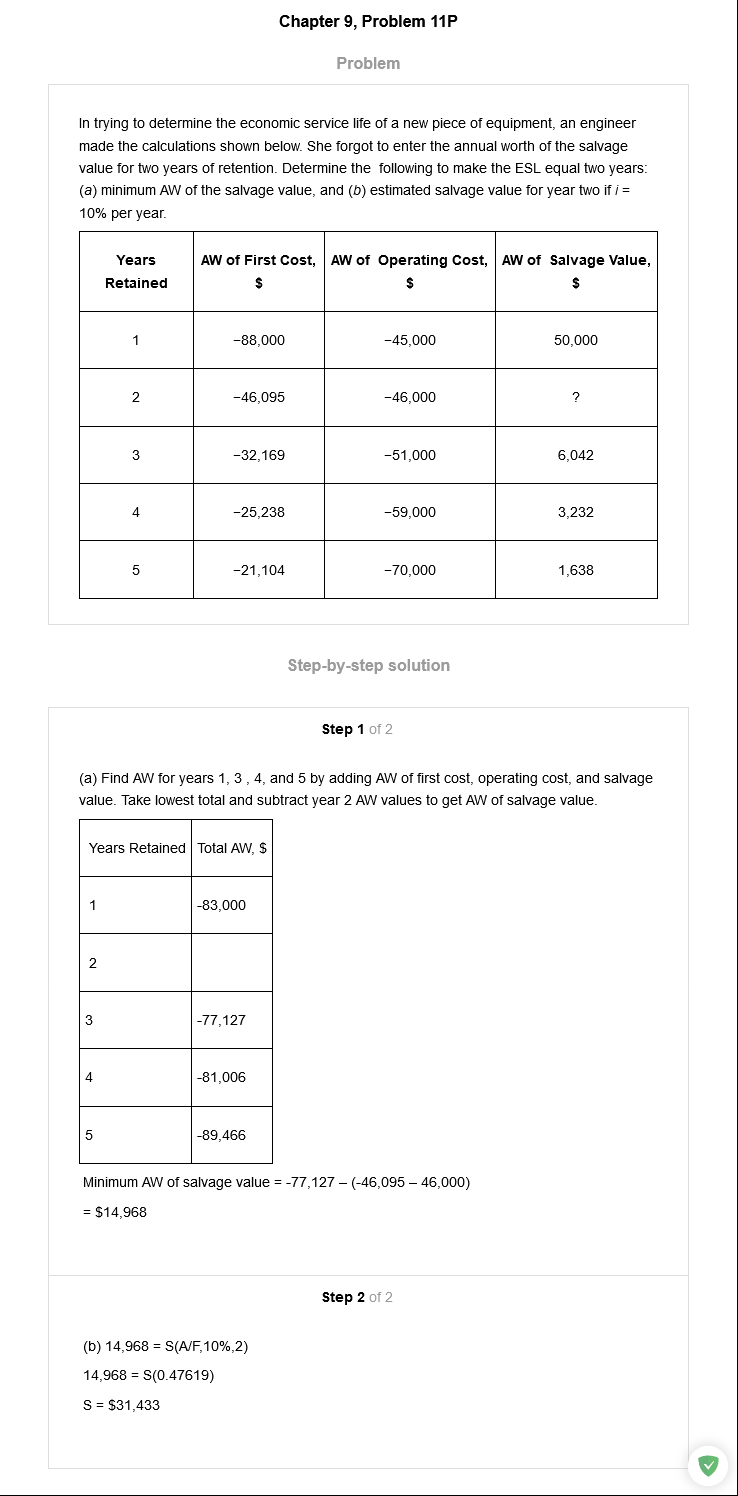 Chapter 9, Problem 11P
Problem
In trying to determine the economic service life of a new piece of equipment, an engineer
made the calculations shown below. She forgot to enter the annual worth of the salvage
value for two years of retention. Determine the  following to make the ESL equal two years:
(a) minimum AW of the salvage value, and (b) estimated salvage value for year two if i =
10% per year.
Years AW of First Cost, AW of  Operating Cost, AW of  Salvage Value,
Retained $ $ $
1 −88,000 −45,000 50,000
2 −46,095 −46,000 ?
3 −32,169 −51,000 6,042
4 −25,238 −59,000 3,232
5 −21,104 −70,000 1,638
Step-by-step solution
Step 1 of 2
(a) Find AW for years 1, 3 , 4, and 5 by adding AW of first cost, operating cost, and salvage
value. Take lowest total and subtract year 2 AW values to get AW of salvage value.
Years Retained Total AW, $
1 -83,000
2
3 -77,127
4 -81,006
5 -89,466
Minimum AW of salvage value = -77,127 – (-46,095 – 46,000)
= $14,968
Step 2 of 2
(b) 14,968 = S(A/F,10%,2)
14,968 = S(0.47619)
S = $31,433